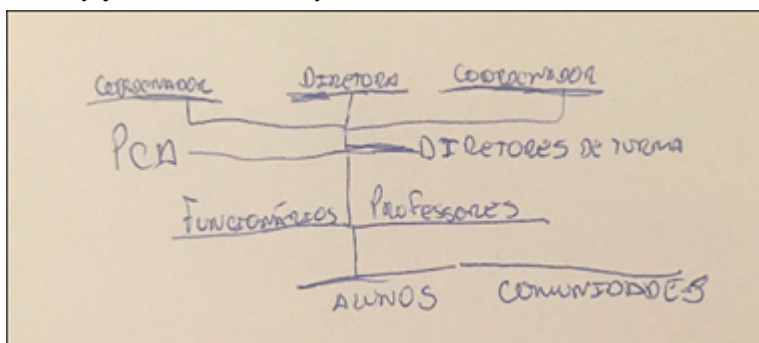 COORDENADOR DIRETORA COORDENADOR
PCA DIRETORES DE TURMA
FUNCIONÁRIOS PROFESSORES
ALUNOS COMUNIDADES